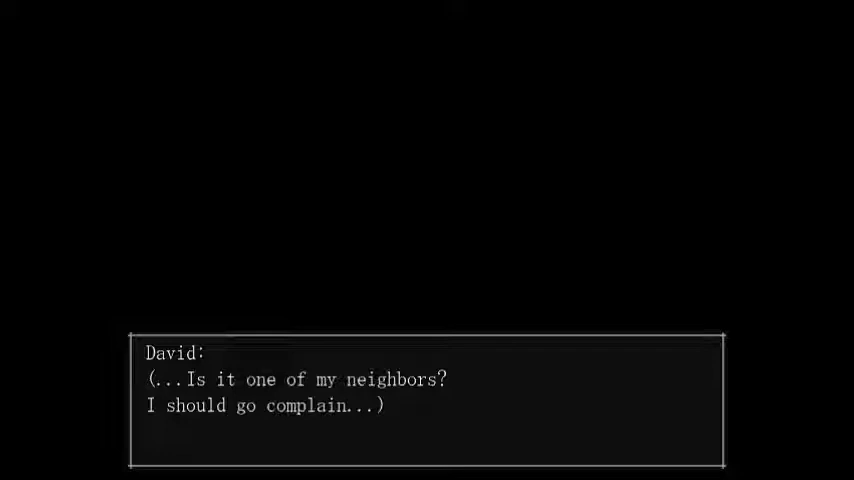 David:
(...Is it one of my neighbors?
I should go complain...)